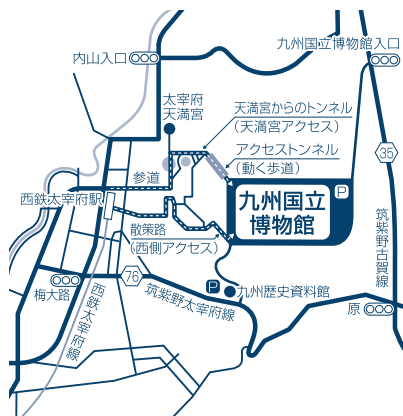 九州国立博物館入口
内山入口
太宰府
天満宮
天満宮からのトンネル
(天満宮アクセス)
アクセストンネル
(動く歩道)
35
参道
P
西鉄太宰府駅
九州国立
博物館
散策路
(西側アクセス)
筑紫野古賀線
76
梅大路
西鉄太宰府線
筑紫野太宰府線
P
九州歴史資料館
原